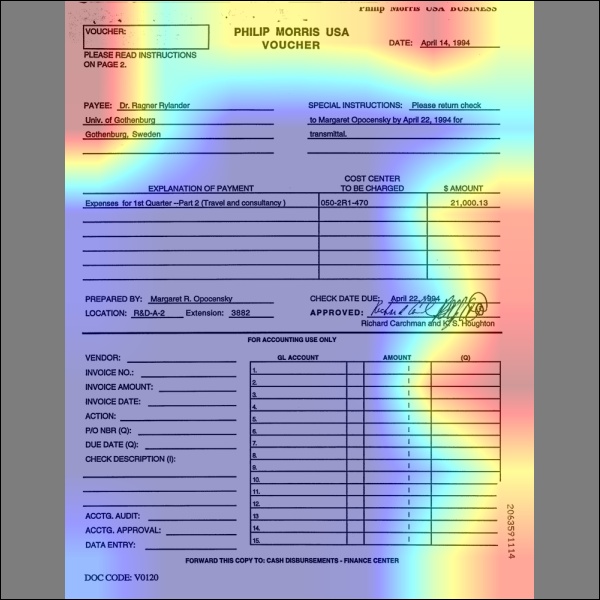 Philip Morris USA BUSINESS
VOUCHER:
PHILIP MORRIS USA
VOUCHER
DATE: April 14, 1994
PLEASE READ INSTRUCTIONS
ON PAGE 2.
PAYEE: Dr. Ragner Rylander
SPECIAL INSTRUCTIONS: Please return check
Univ. of Gothenburg
to Margaret Opocensky by April 22, 1994 for
Gothenburg, Sweden
transmittal.
EXPLANATION OF PAYMENT
COST CENTER
TO BE CHARGED
$ AMOUNT
Expenses for 1st Quarter --Part 2 (Travel and consultancy )
050-2R1-470
21,000.13
PREPARED BY: Margaret R. Opocensky
CHECK DATE DUE: April 22, 1994
LOCATION: R&D-A-2 Extension: 3882
APPROVED:
Richard Carchman and K. S. Houghton
FOR ACCOUNTING USE ONLY
VENDOR:
GL ACCOUNT
AMOUNT
(Q)
INVOICE NO.:
INVOICE AMOUNT:
INVOICE DATE:
ACTION:
P/O NBR (Q):
DUE DATE (Q):
CHECK DESCRIPTION (I):
ACCTG. AUDIT:
ACCTG. APPROVAL:
DATA ENTRY:
1.
2.
3.
4.
5.
6.
7.
8.
9.
10.
11.
12.
13
14.
15.
2063591114
FORWARD THIS COPY TO: CASH DISBURSEMENTS - FINANCE CENTER
DOC CODE: V0120